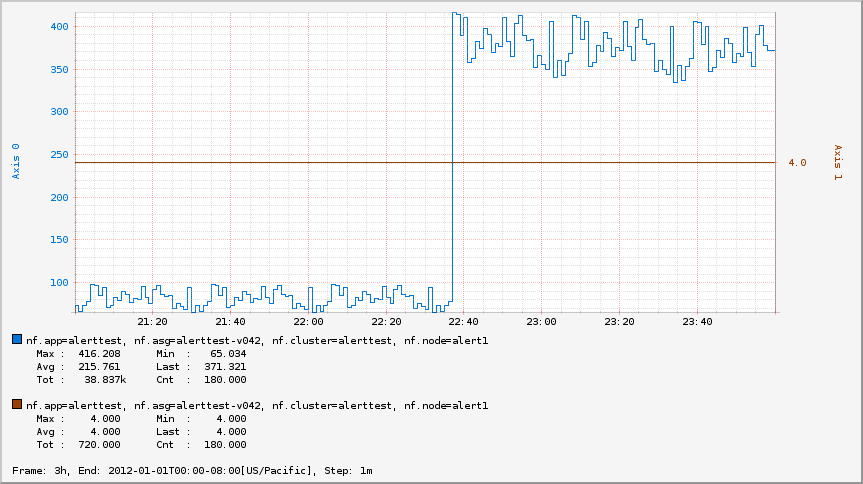 400
350
300
250
200
150
100
Axis 0
4.0
Axis 1
21:20 21:40 22:00 22:20 22:40 23:00 23:20 23:40
nf.app=alerttest, nf.asg=alerttest-v042, nf.cluster=alerttest, nf.node=alert1
Max : 416.208 Min : 65.034
Avg : 215.761 Last : 371.321
Tot : 38.837k Cnt : 180.000
nf.app=alerttest, nf.asg=alerttest-v042, nf.cluster=alerttest, nf.node=alert1
Max : 4.000 Min : 4.000
Avg : 4.000 Last : 4.000
Tot : 720.000 Cnt : 180.000
Frame: 3h, End: 2012-01-01T00:00-08:00[US/Pacific], Step: 1m